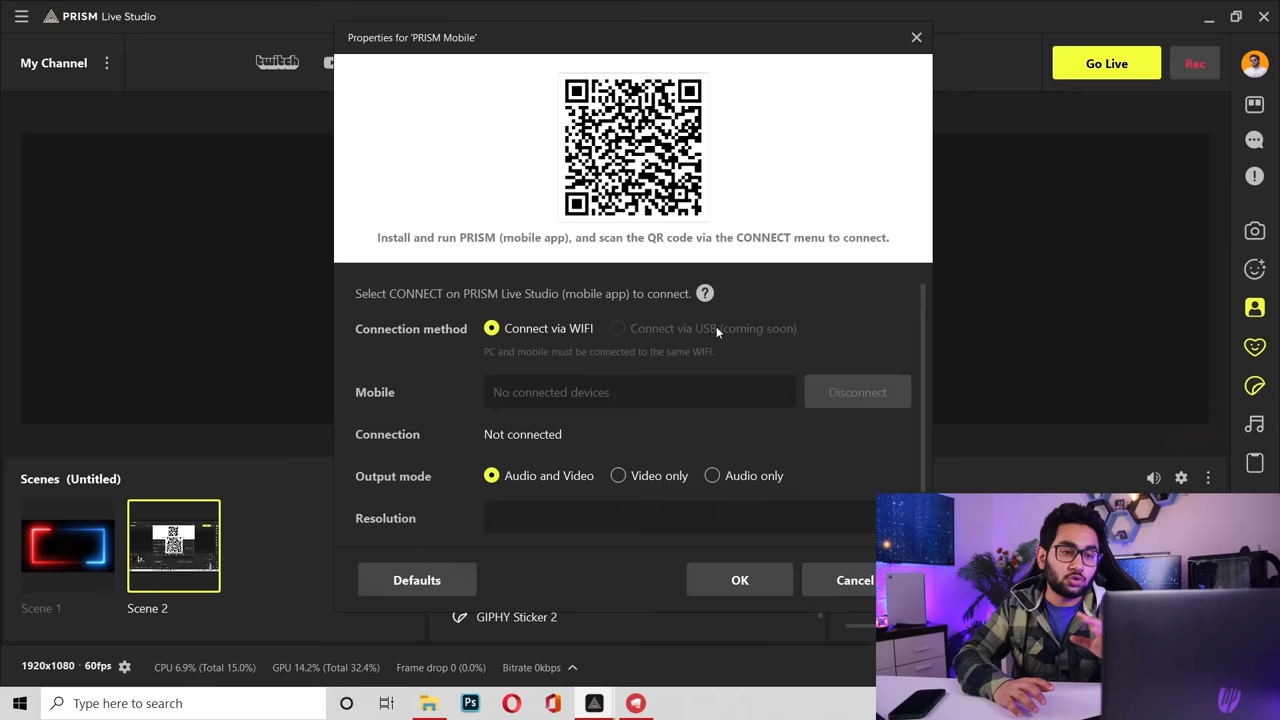 PRISM Live Studio
My Channel
twitch
Go Live
Rec
Properties for 'PRISM Mobile'
Install and run PRISM (mobile app), and scan the QR code via the CONNECT menu to connect.
Select CONNECT on PRISM Live Studio (mobile app) to connect. ?
Connection method
Connect via WIFI
Connect via USB (coming soon)
PC and mobile must be connected to the same WIFI.
Mobile
No connected devices
Disconnect
Connection
Not connected
Output mode
Audio and Video
Video only
Audio only
Resolution
Defaults
OK
Cancel
Scenes (Untitled)
Scene 1
Scene 2
GIPHY Sticker 2
1920x1080 · 60fps
CPU 6.9% (Total 15.0%)
GPU 14.2% (Total 32.4%)
Frame drop 0 (0.0%)
Bitrate 0kbps
Type here to search
Ps
hp